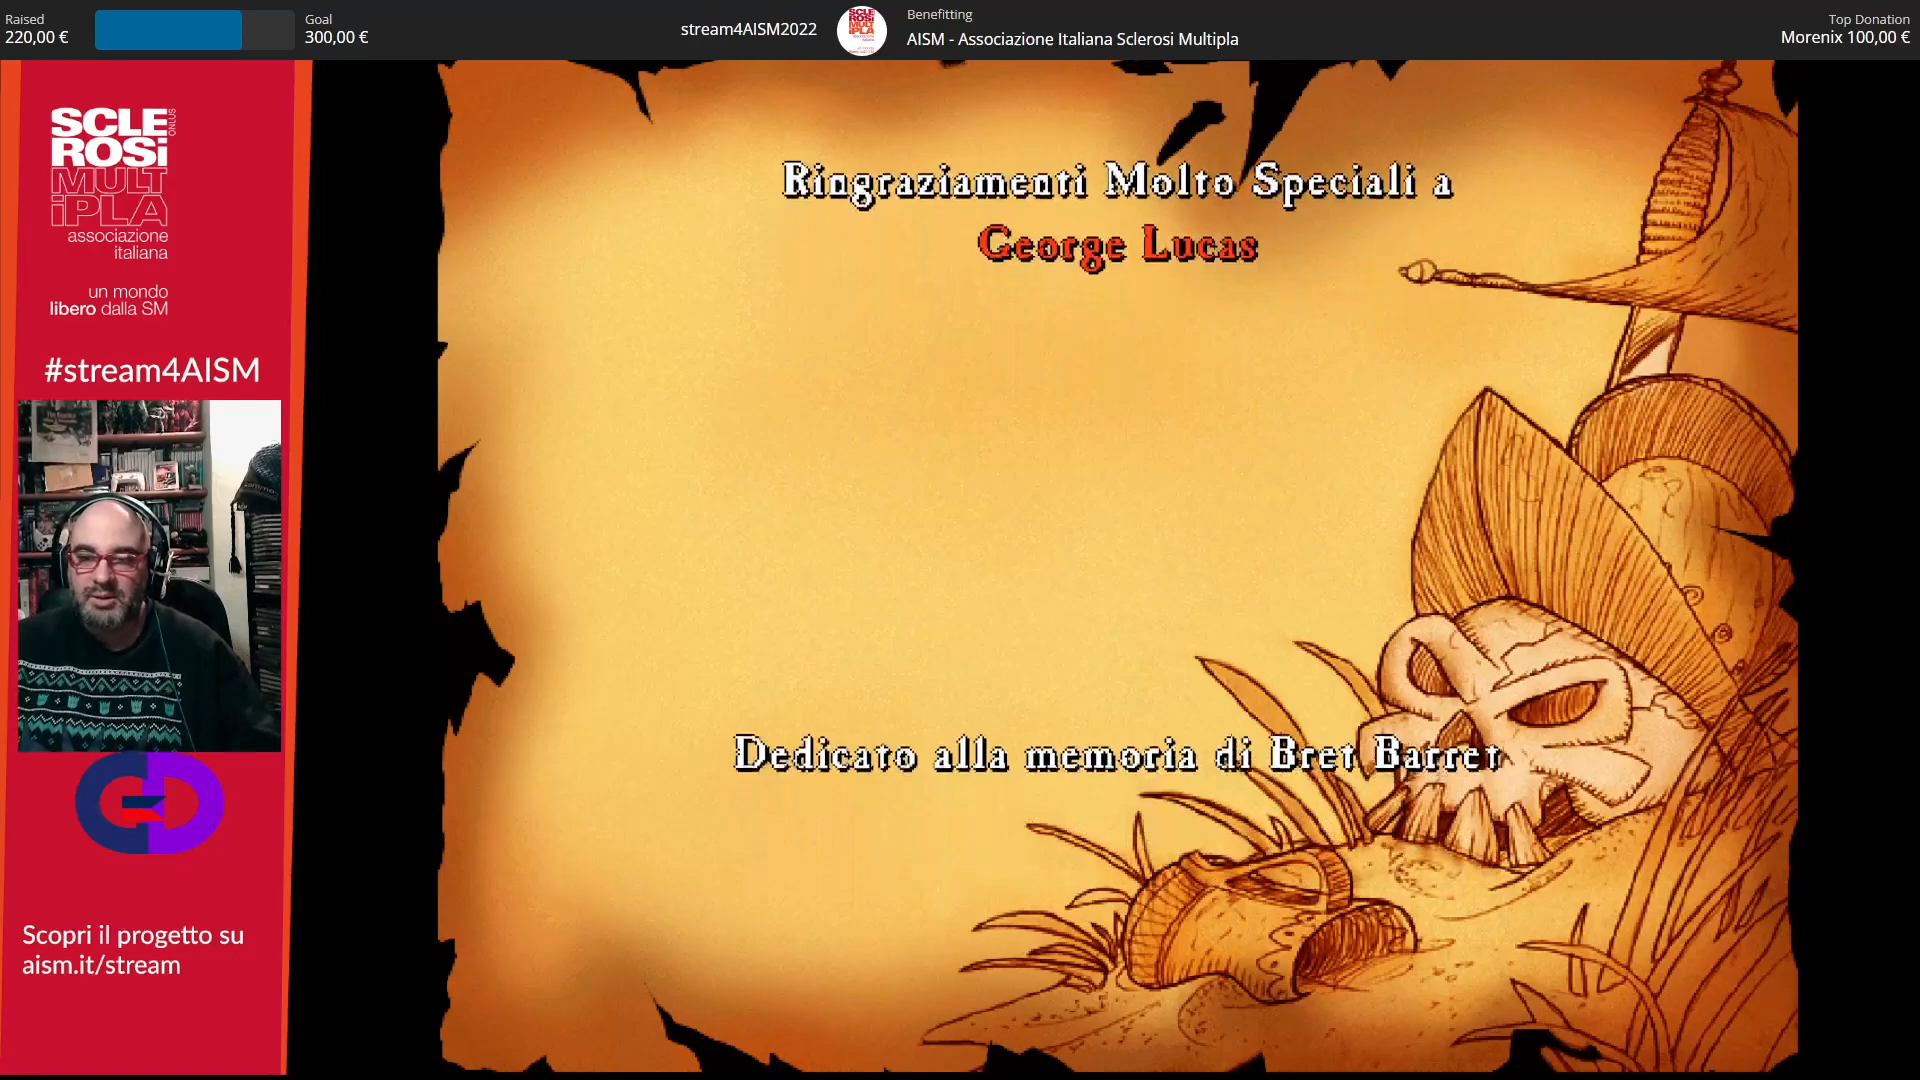 Raised
220,00 €
Goal
300,00 €
stream4AISM2022
Benefitting
AISM - Associazione Italiana Sclerosi Multipla
Top Donation
Morenix 100,00 €
SCLE
ROSi
MULT
iPLA
ONLUS
associazione
italiana
un mondo
libero dalla SM
#stream4AISM
Scopri il progetto su
aism.it/stream
Ringraziamenti Molto Speciali a
George Lucas
Dedicato alla memoria di Bret Barret